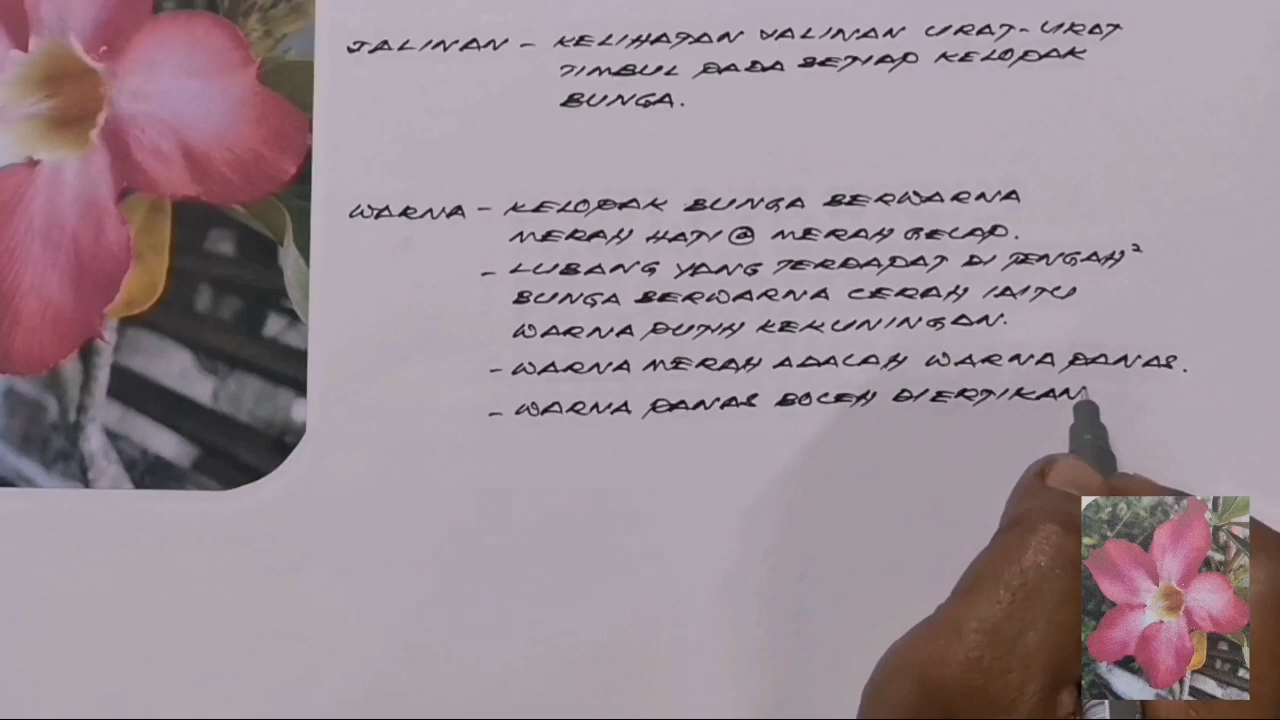 JALINAN - KELIHATAN JALINAN URAT-URAT
TIMBUL PADA SETIAP KELOPAK
BUNGA.
WARNA - KELOPAK BUNGA BERWARNA
MERAH HATI @ MERAH GELAP.
- LUBANG YANG TERDAPAT DI TENGAH²
BUNGA BERWARNA CERAH IAITU
WARNA PUTIH KEKUNINGAN.
- WARNA MERAH ADALAH WARNA PANAS.
- WARNA PANAS BOLEH DIERTIKAN